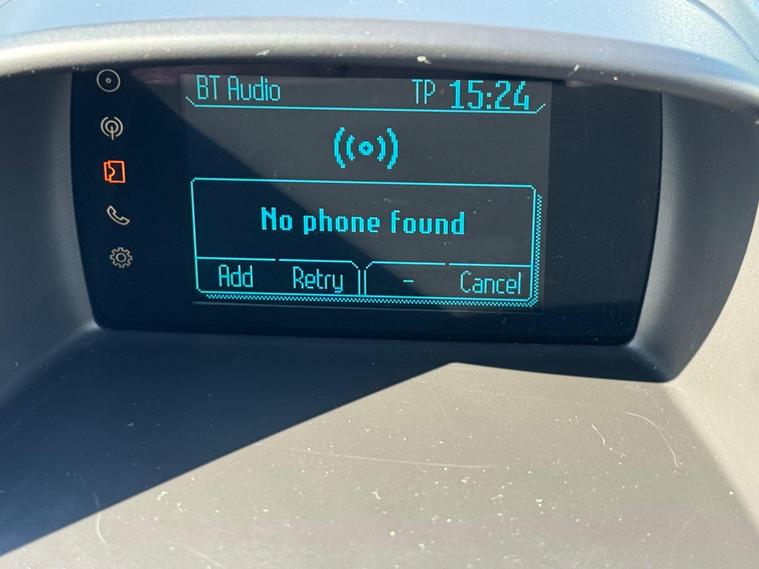 BT Audio TP 15:24
No phone found
Add Retry - Cancel